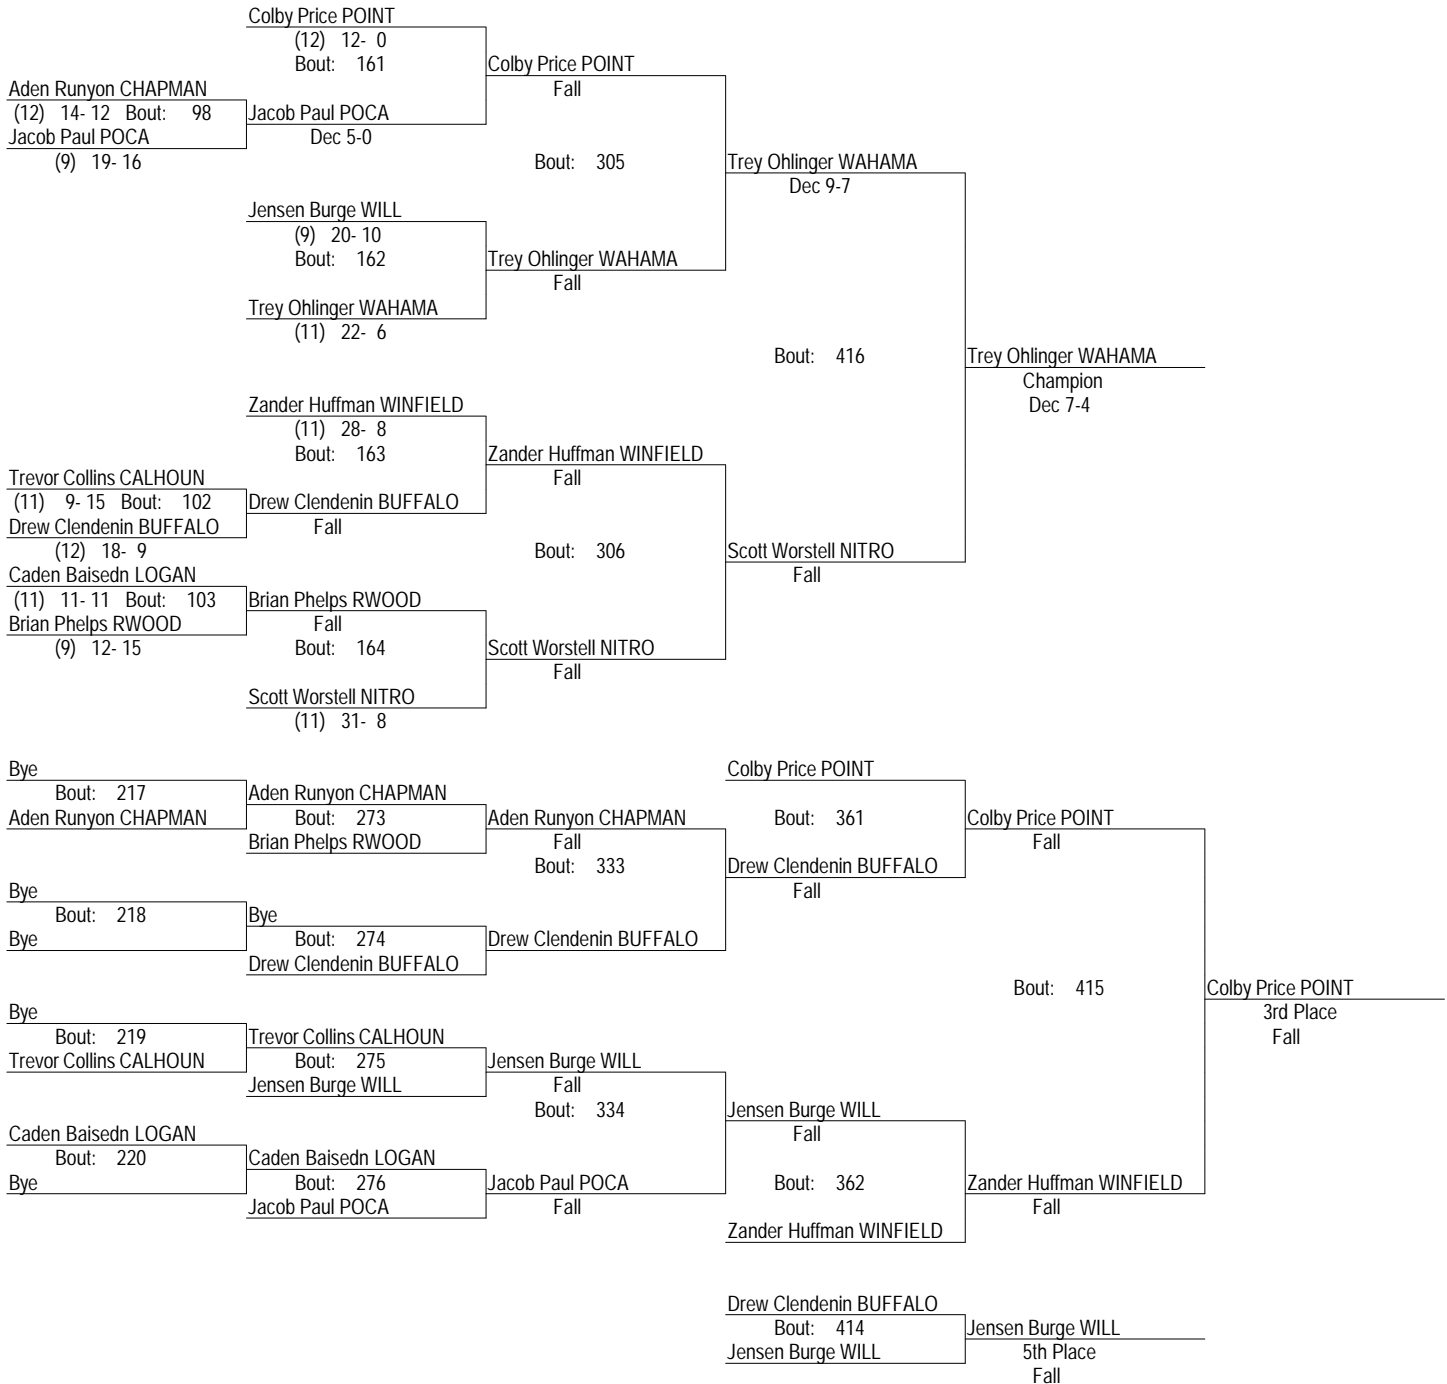 Colby Price POINT
(12) 12- 0
Bout: 161
Colby Price POINT
Fall
Aden Runyon CHAPMAN
(12) 14- 12 Bout: 98
Jacob Paul POCA
Jacob Paul POCA
Dec 5-0
(9) 19- 16
Bout: 305
Trey Ohlinger WAHAMA
Dec 9-7
Jensen Burge WILL
(9) 20- 10
Bout: 162
Trey Ohlinger WAHAMA
Fall
Trey Ohlinger WAHAMA
(11) 22- 6
Bout: 416
Trey Ohlinger WAHAMA
Champion
Dec 7-4
Zander Huffman WINFIELD
(11) 28- 8
Bout: 163
Zander Huffman WINFIELD
Fall
Trevor Collins CALHOUN
(11) 9- 15 Bout: 102
Drew Clendenin BUFFALO
Drew Clendenin BUFFALO
Fall
(12) 18- 9
Bout: 306
Scott Worstell NITRO
Fall
Caden Baisedn LOGAN
(11) 11- 11 Bout: 103
Brian Phelps RWOOD
Brian Phelps RWOOD
Fall
(9) 12- 15
Bout: 164
Scott Worstell NITRO
Fall
Scott Worstell NITRO
(11) 31- 8
Bye
Bout: 217
Aden Runyon CHAPMAN
Aden Runyon CHAPMAN
Bout: 273
Brian Phelps RWOOD
Aden Runyon CHAPMAN
Fall
Bout: 333
Colby Price POINT
Bout: 361
Colby Price POINT
Fall
Drew Clendenin BUFFALO
Fall
Bye
Bout: 218
Bye
Bye
Bout: 274
Drew Clendenin BUFFALO
Drew Clendenin BUFFALO
Bout: 415
Colby Price POINT
3rd Place
Fall
Bye
Bout: 219
Trevor Collins CALHOUN
Trevor Collins CALHOUN
Bout: 275
Jensen Burge WILL
Jensen Burge WILL
Fall
Bout: 334
Jensen Burge WILL
Fall
Caden Baisedn LOGAN
Bout: 220
Bye
Caden Baisedn LOGAN
Bout: 276
Jacob Paul POCA
Jacob Paul POCA
Fall
Bout: 362
Zander Huffman WINFIELD
Fall
Zander Huffman WINFIELD
Drew Clendenin BUFFALO
Bout: 414
Jensen Burge WILL
Jensen Burge WILL
5th Place
Fall